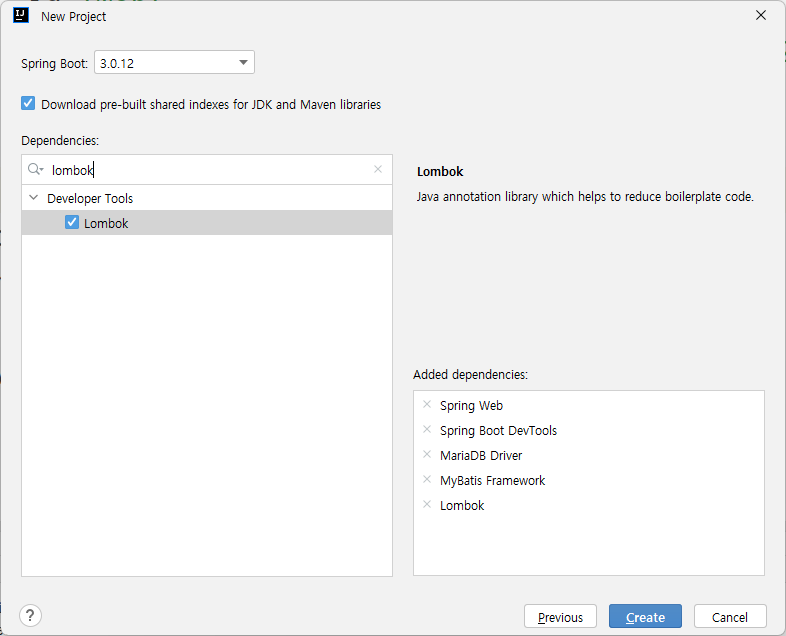 New Project
Spring Boot: 3.0.12
Download pre-built shared indexes for JDK and Maven libraries
Dependencies:
lombok
Developer Tools
Lombok
Lombok
Java annotation library which helps to reduce boilerplate code.
Added dependencies:
Spring Web
Spring Boot DevTools
MariaDB Driver
MyBatis Framework
Lombok
? Previous Create Cancel